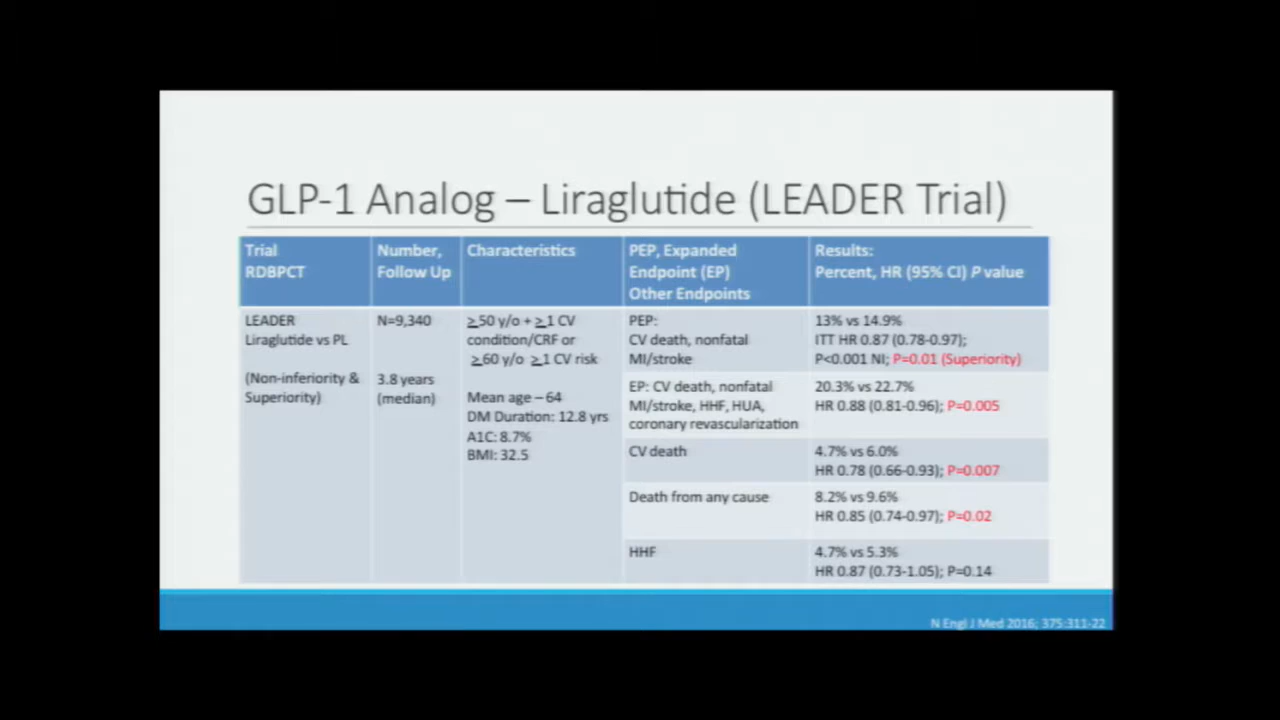 GLP-1 Analog – Liraglutide (LEADER Trial)
Trial
RDBPCT
Number,
Follow Up
Characteristics
PEP, Expanded
Endpoint (EP)
Other Endpoints
Results:
Percent, HR (95% CI) P value
LEADER
Liraglutide vs PL
(Non-inferiority &
Superiority)
N=9,340
3.8 years
(median)
≥50 y/o + ≥1 CV
condition/CRF or
≥60 y/o ≥1 CV risk
Mean age – 64
DM Duration: 12.8 yrs
A1C: 8.7%
BMI: 32.5
PEP:
CV death, nonfatal
MI/stroke
13% vs 14.9%
ITT HR 0.87 (0.78-0.97);
P<0.001 NI; P=0.01 (Superiority)
EP: CV death, nonfatal
MI/stroke, HHF, HUA,
coronary revascularization
20.3% vs 22.7%
HR 0.88 (0.81-0.96); P=0.005
CV death
4.7% vs 6.0%
HR 0.78 (0.66-0.93); P=0.007
Death from any cause
8.2% vs 9.6%
HR 0.85 (0.74-0.97); P=0.02
HHF
4.7% vs 5.3%
HR 0.87 (0.73-1.05); P=0.14
N Engl J Med 2016; 375:311-22